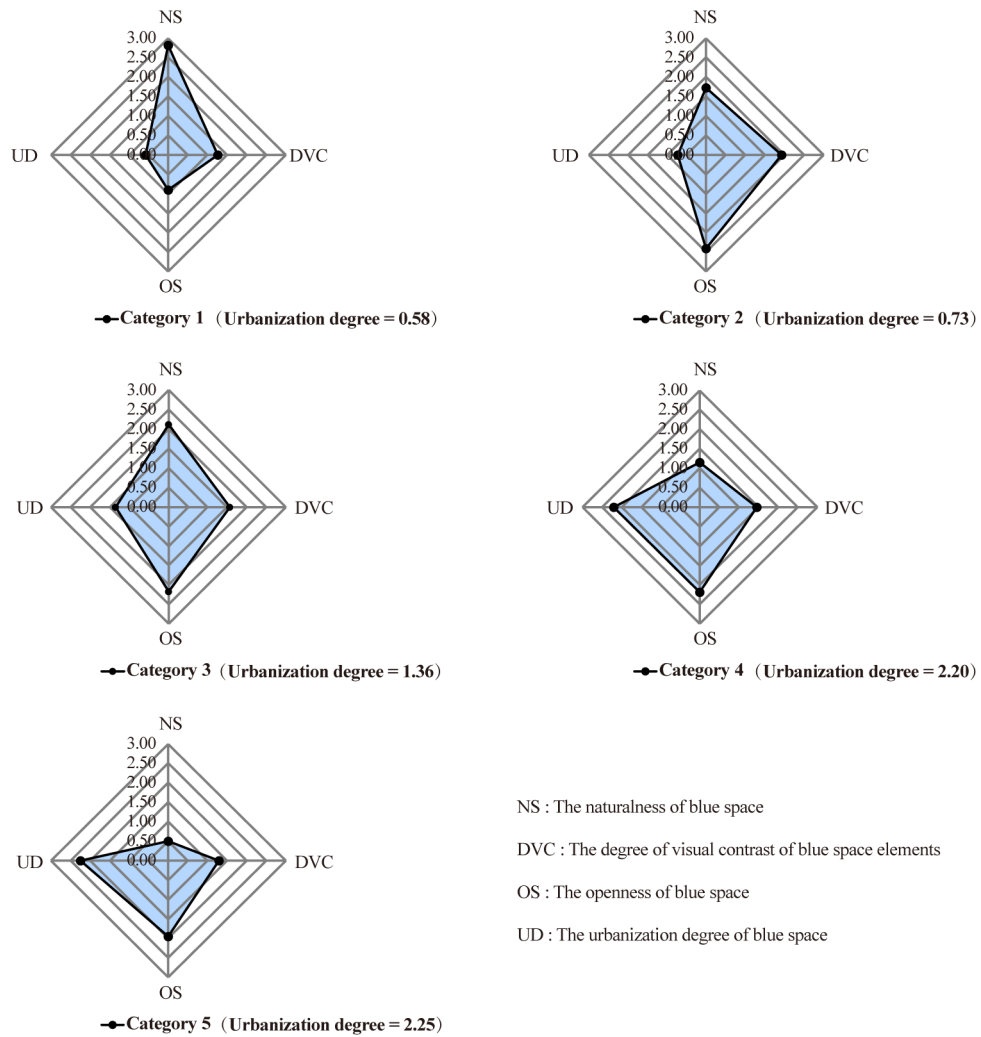 NS
3.00
2.50
2.00
1.50
1.00
0.50
0.00
UD
DVC
OS
Category 1（Urbanization degree = 0.58）
NS
3.00
2.50
2.00
1.50
1.00
0.50
0.00
UD
DVC
OS
Category 2（Urbanization degree = 0.73）
NS
3.00
2.50
2.00
1.50
1.00
0.50
0.00
UD
DVC
OS
Category 3（Urbanization degree = 1.36）
NS
3.00
2.50
2.00
1.50
1.00
0.50
0.00
UD
DVC
OS
Category 4（Urbanization degree = 2.20）
NS
3.00
2.50
2.00
1.50
1.00
0.50
0.00
UD
DVC
OS
Category 5（Urbanization degree = 2.25）
NS : The naturalness of blue space
DVC : The degree of visual contrast of blue space elements
OS : The openness of blue space
UD : The urbanization degree of blue space